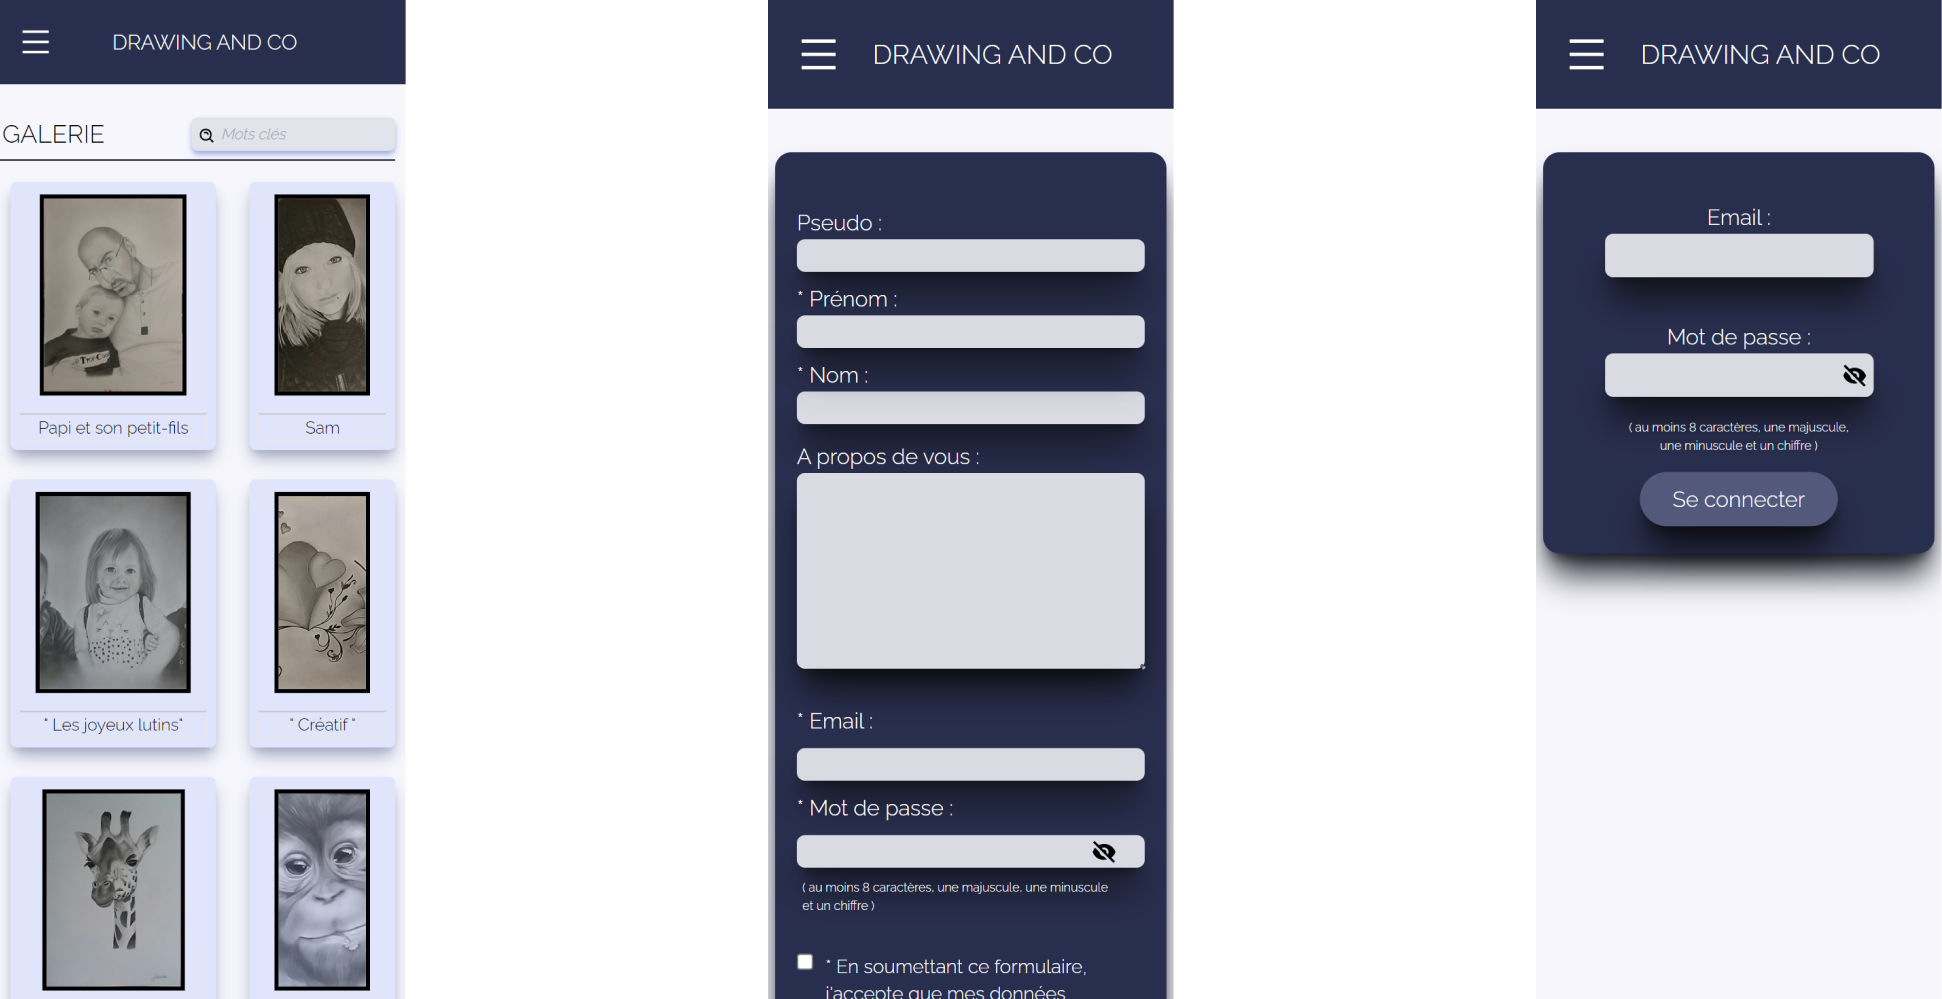 DRAWING AND CO
GALERIE
Mots clés
Papi et son petit-fils
Sam
" Les joyeux lutins"
" Créatif "
DRAWING AND CO
Pseudo :
* Prénom :
* Nom :
A propos de vous :
* Email :
* Mot de passe :
( au moins 8 caractères, une majuscule, une minuscule
et un chiffre )
* En soumettant ce formulaire,
j'accepte que mes données
DRAWING AND CO
Email :
Mot de passe :
( au moins 8 caractères, une majuscule,
une minuscule et un chiffre )
Se connecter